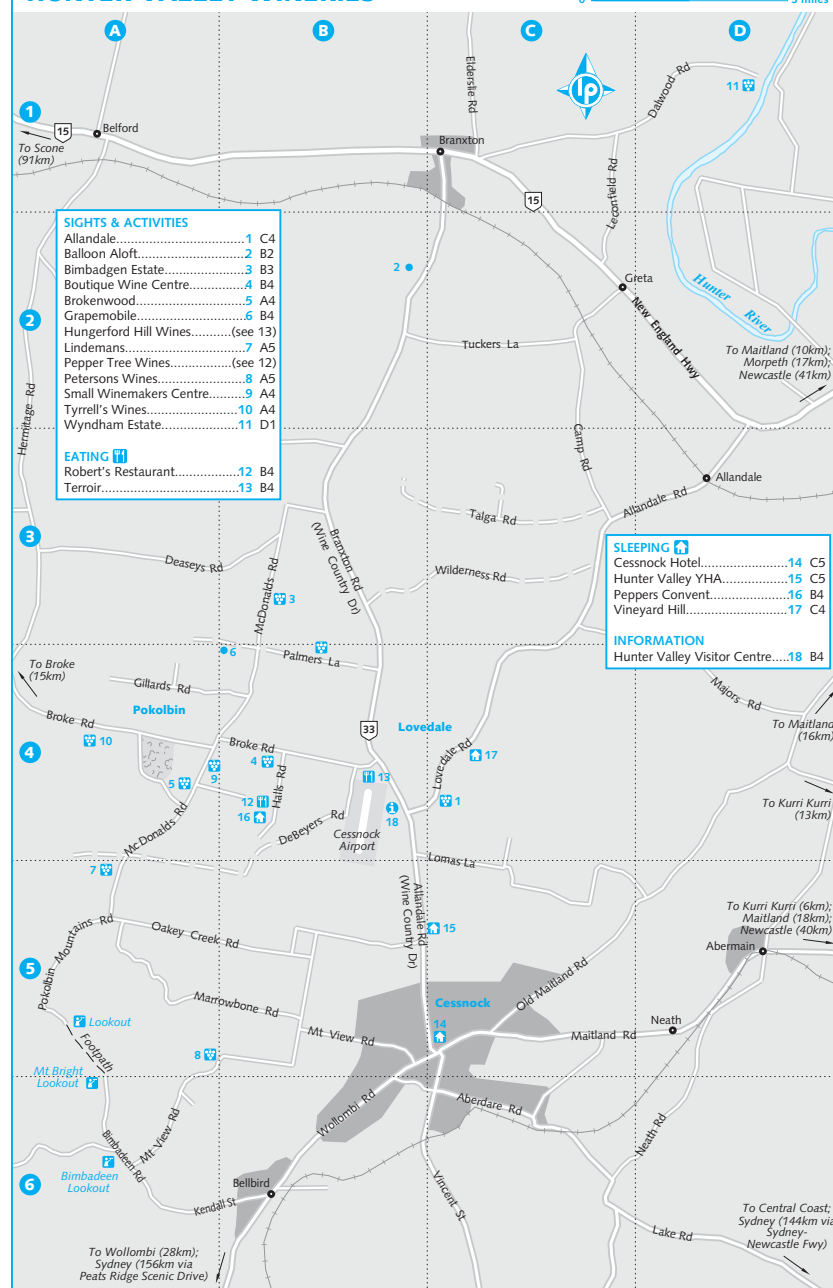 HUNTER VALLEY WINERIES
0 5 miles
A B C D
1
15
Belford
To Scone
(91km)
Elderslie Rd
lp
Dalwood Rd
11
Branxton
15
Leconfield Rd
SIGHTS & ACTIVITIES
Allandale...1 C4
Balloon Aloft...2 B2
Bimbadgen Estate...3 B3
Boutique Wine Centre...4 B4
Brokenwood...5 A4
Grapemobile...6 B4
Hungerford Hill Wines...(see 13)
Lindemans...7 A5
Pepper Tree Wines...(see 12)
Petersons Wines...8 A5
Small Winemakers Centre...9 A4
Tyrrell's Wines...10 A4
Wyndham Estate...11 D1
EATING
Robert's Restaurant...12 B4
Terroir...13 B4
2
2
Greta
Hunter
River
New England Hwy
Tuckers La
To Maitland (10km);
Morpeth (17km);
Newcastle (41km)
Hermitage Rd
Camp Rd
Allandale
Allandale Rd
Talga Rd
3
Branxton Rd
(Wine Country Dr)
Deaseys Rd
McDonalds Rd
Wilderness Rd
3
SLEEPING
Cessnock Hotel...14 C5
Hunter Valley YHA...15 C5
Peppers Convent...16 B4
Vineyard Hill...17 C4
INFORMATION
Hunter Valley Visitor Centre...18 B4
6
Palmers La
To Broke
(15km)
Gillards Rd
Majors Rd
Pokolbin
Broke Rd
33
Lovedale
To Maitland
(16km)
4
10
Broke Rd
4
Lovedale Rd
17
9
5
Halls Rd
13
12
16
18
1
To Kurri Kurri
(13km)
DeBeyers Rd
Cessnock
Airport
McDonalds Rd
Lomas La
7
Allandale Rd
(Wine Country Dr)
To Kurri Kurri (6km);
Maitland (18km);
Newcastle (40km)
15
Oakey Creek Rd
Pokolbin Mountains Rd
Abermain
5
Old Maitland Rd
Marrowbone Rd
Cessnock
Lookout
14
Neath
Mt View Rd
Maitland Rd
Footpath
8
Mt Bright
Lookout
Wollombi Rd
Aberdare Rd
Mt View Rd
Neath Rd
Bimbadeen Rd
Bimbadeen
Lookout
6
Bellbird
Kendall St
Vincent St
Lake Rd
To Central Coast;
Sydney (144km via
Sydney-
Newcastle Fwy)
To Wollombi (28km);
Sydney (156km via
Peats Ridge Scenic Drive)